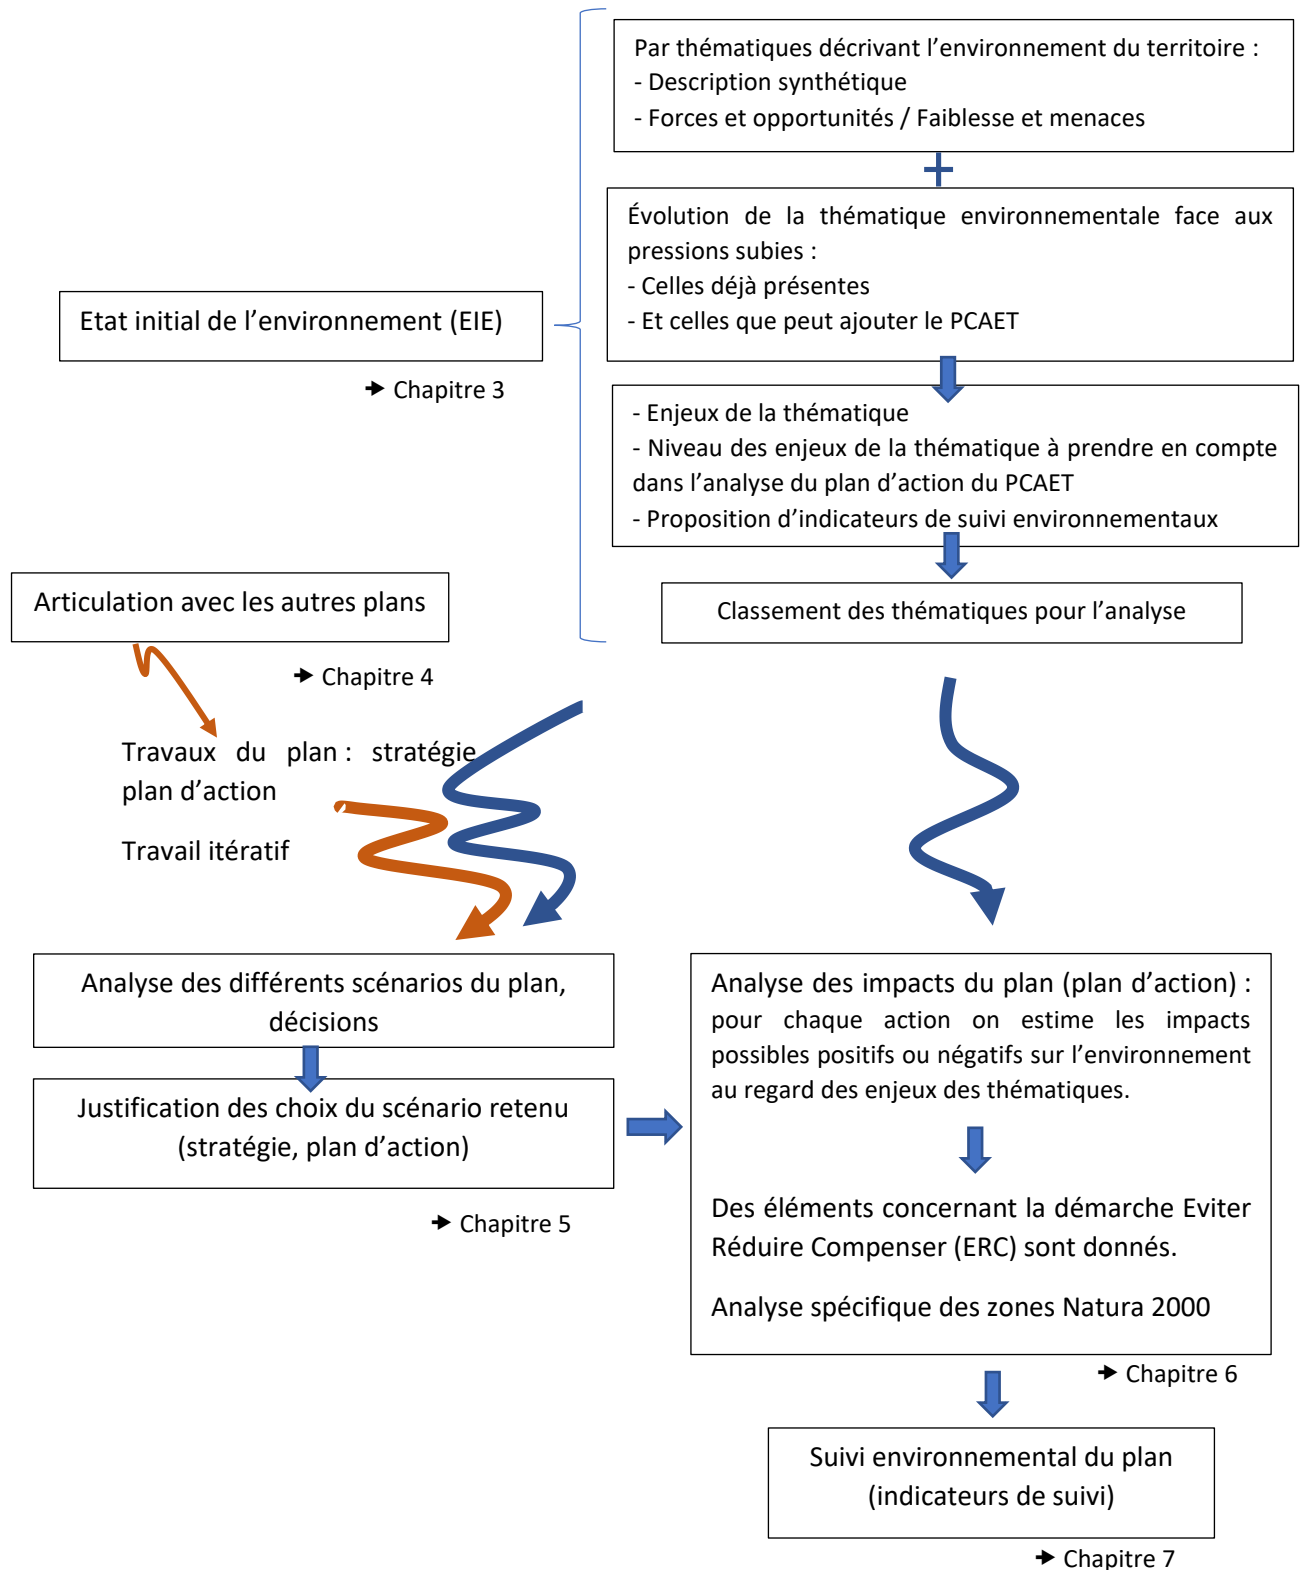 Par thématiques décrivant l’environnement du territoire :
- Description synthétique
- Forces et opportunités / Faiblesse et menaces
Évolution de la thématique environnementale face aux
pressions subies :
- Celles déjà présentes
- Et celles que peut ajouter le PCAET
Etat initial de l’environnement (EIE)
➔ Chapitre 3
- Enjeux de la thématique
- Niveau des enjeux de la thématique à prendre en compte
dans l’analyse du plan d’action du PCAET
- Proposition d’indicateurs de suivi environnementaux
Classement des thématiques pour l’analyse
Articulation avec les autres plans
➔ Chapitre 4
Travaux du plan : stratégie
plan d’action
Travail itératif
Analyse des différents scénarios du plan,
décisions
Justification des choix du scénario retenu
(stratégie, plan d’action)
➔ Chapitre 5
Analyse des impacts du plan (plan d’action) :
pour chaque action on estime les impacts
possibles positifs ou négatifs sur l’environnement
au regard des enjeux des thématiques.
Des éléments concernant la démarche Eviter
Réduire Compenser (ERC) sont donnés.
Analyse spécifique des zones Natura 2000
➔ Chapitre 6
Suivi environnemental du plan
(indicateurs de suivi)
➔ Chapitre 7